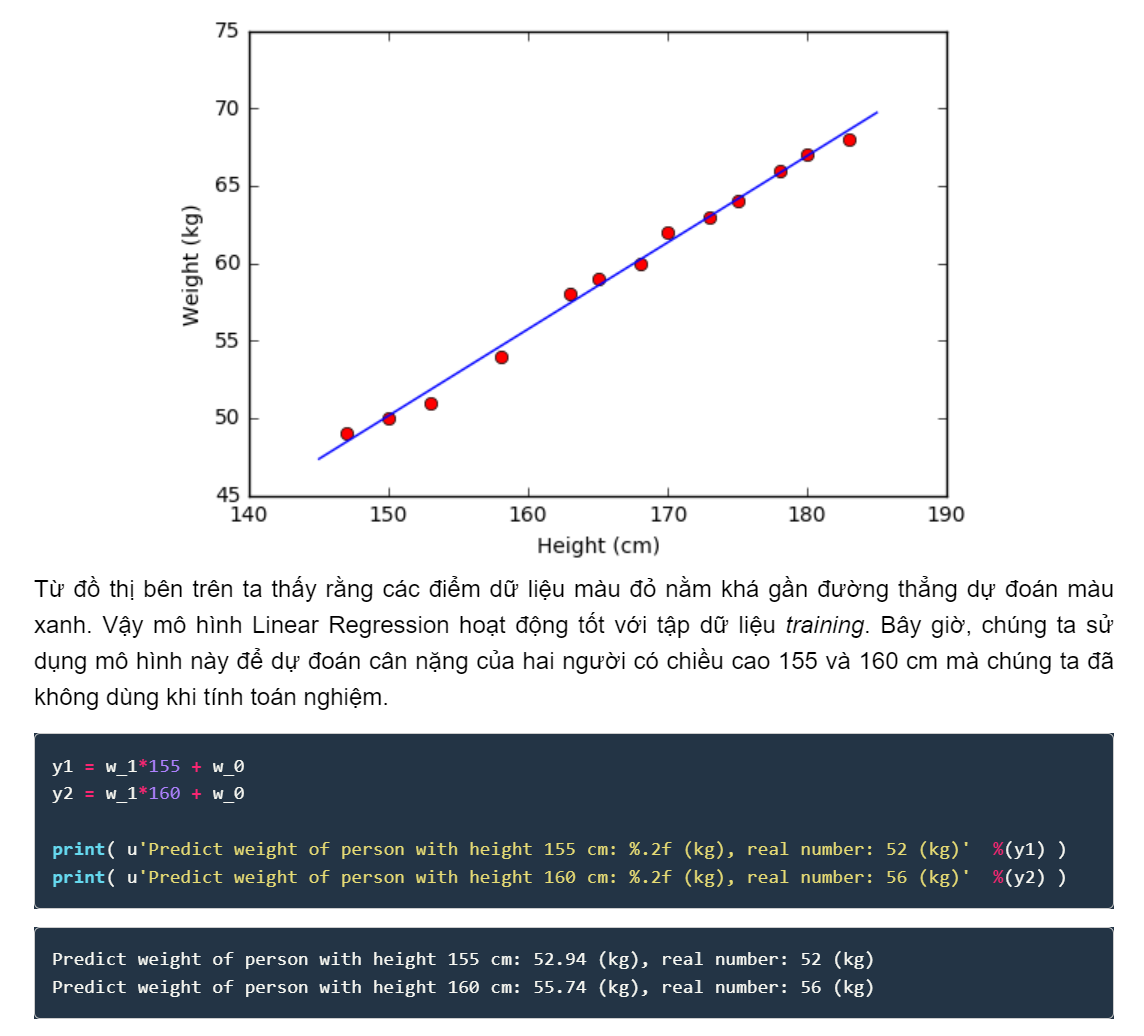 75
70
65
60
55
50
45
Weight (kg)
140 150 160 170 180 190
Height (cm)
Từ đồ thị bên trên ta thấy rằng các điểm dữ liệu màu đỏ nằm khá gần đường thẳng dự đoán màu
xanh. Vậy mô hình Linear Regression hoạt động tốt với tập dữ liệu training. Bây giờ, chúng ta sử
dụng mô hình này để dự đoán cân nặng của hai người có chiều cao 155 và 160 cm mà chúng ta đã
không dùng khi tính toán nghiệm.
y1 = w_1*155 + w_0
y2 = w_1*160 + w_0
print( u'Predict weight of person with height 155 cm: %.2f (kg), real number: 52 (kg)'  %(y1) )
print( u'Predict weight of person with height 160 cm: %.2f (kg), real number: 56 (kg)'  %(y2) )
Predict weight of person with height 155 cm: 52.94 (kg), real number: 52 (kg)
Predict weight of person with height 160 cm: 55.74 (kg), real number: 56 (kg)